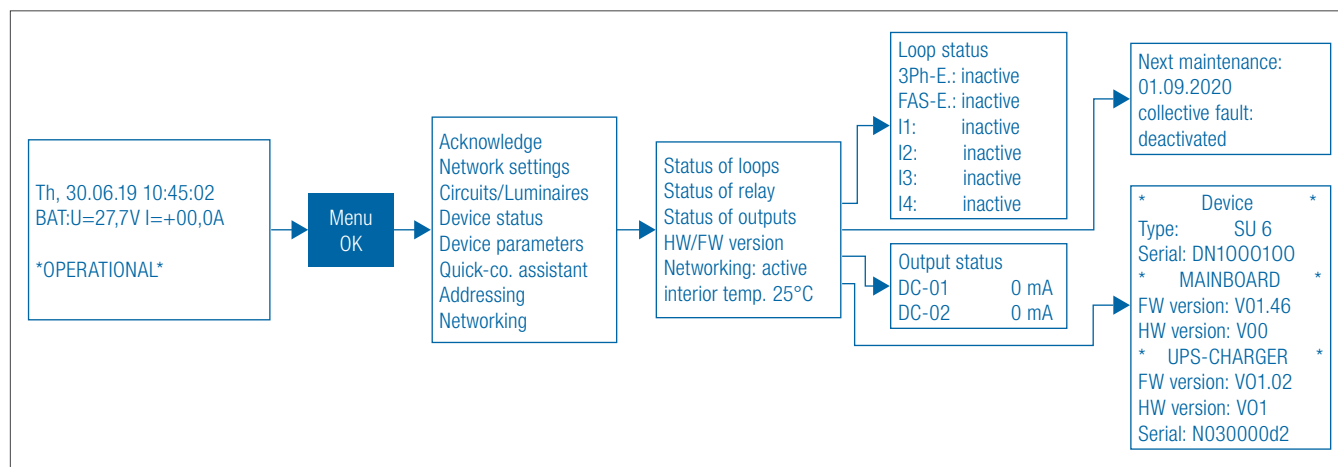 Th, 30.06.19 10:45:02
BAT:U=27,7V I=+00,0A
*OPERATIONAL*
Menu
OK
Acknowledge
Network settings
Circuits/Luminaires
Device status
Device parameters
Quick-co. assistant
Addressing
Networking
Status of loops
Status of relay
Status of outputs
HW/FW version
Networking: active
interior temp. 25°C
Loop status
3Ph-E.: inactive
FAS-E.: inactive
I1: inactive
I2: inactive
I3: inactive
I4: inactive
Output status
DC-01 0 mA
DC-02 0 mA
Next maintenance:
01.09.2020
collective fault:
deactivated
* Device *
Type: SU 6
Serial: DN1000100
* MAINBOARD *
FW version: V01.46
HW version: V00
* UPS-CHARGER *
FW version: VO1.02
HW version: VO1
Serial: N030000d2